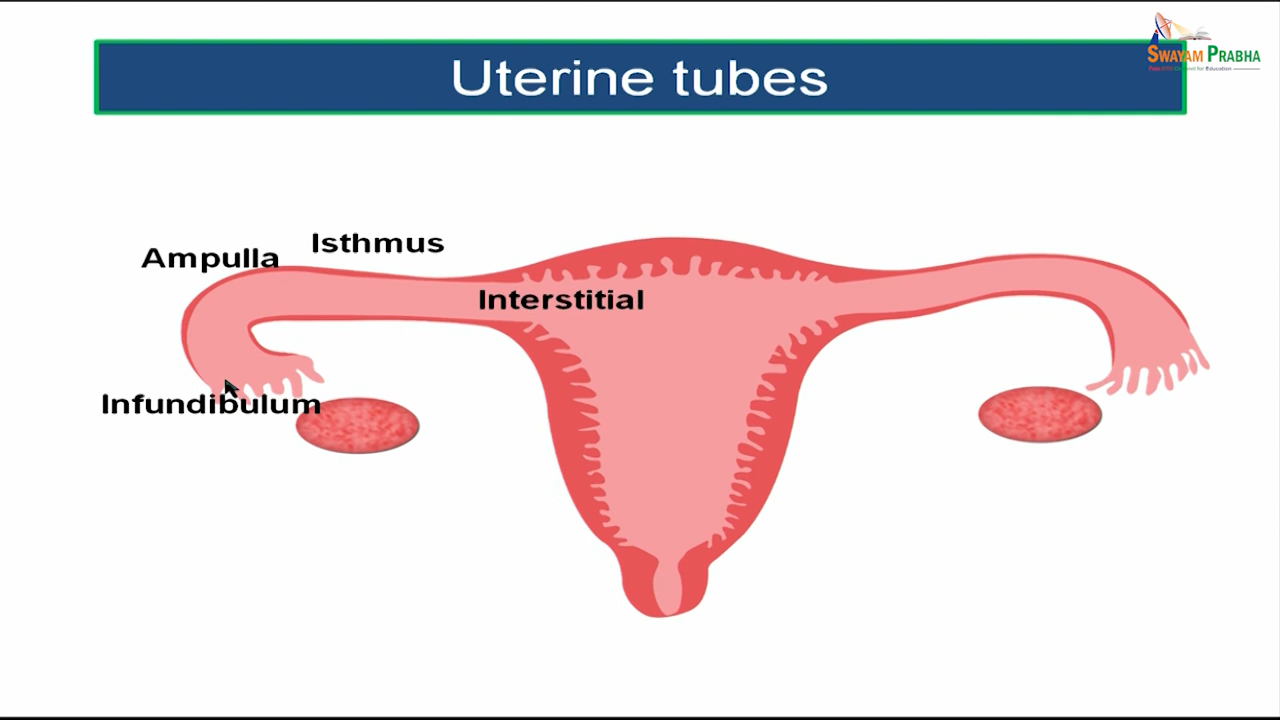 SWAYAM PRABHA
Uterine tubes
Isthmus
Ampulla
Interstitial
Infundibulum